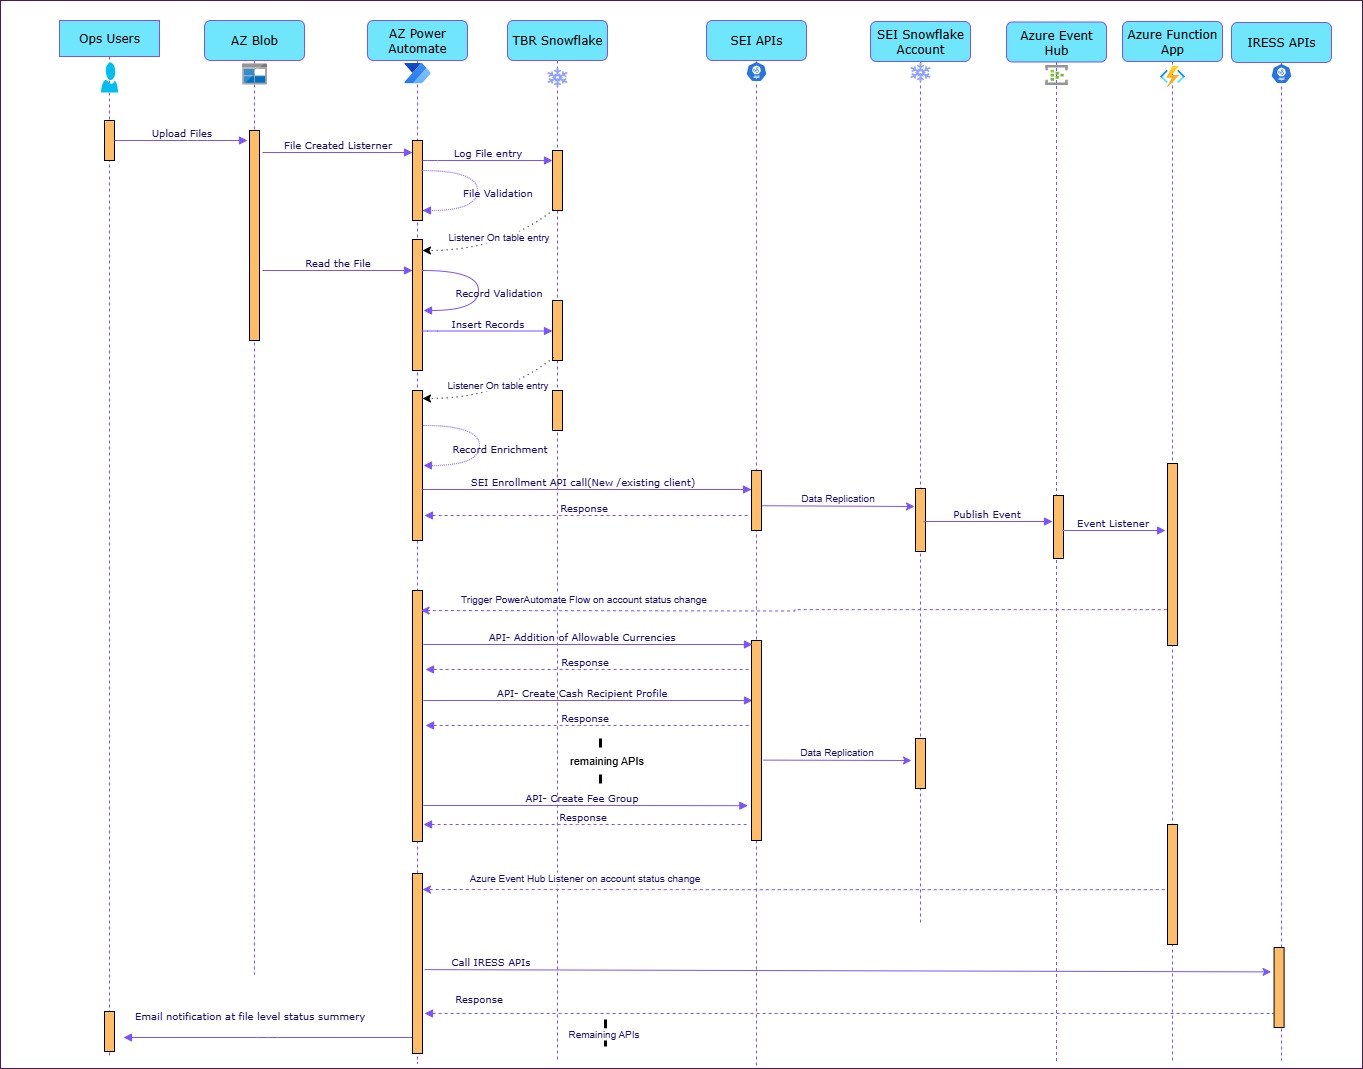 Ops Users
AZ Blob
AZ Power
Automate
TBR Snowflake
SEI APIs
SEI Snowflake
Account
Azure Event
Hub
Azure Function
App
IRESS APIs
Upload Files
File Created Listerner
Log File entry
File Validation
Listener On table entry
Read the File
Record Validation
Insert Records
Listener On table entry
Record Enrichment
SEI Enrollment API call(New /existing client)
Data Replication
Response
Publish Event
Event Listener
Trigger PowerAutomate Flow on account status change
API- Addition of Allowable Currencies
Response
API- Create Cash Recipient Profile
Response
Data Replication
remaining APIs
API- Create Fee Group
Response
Azure Event Hub Listener on account status change
Call IRESS APIs
Response
Email notification at file level status summery
Remaining APIs